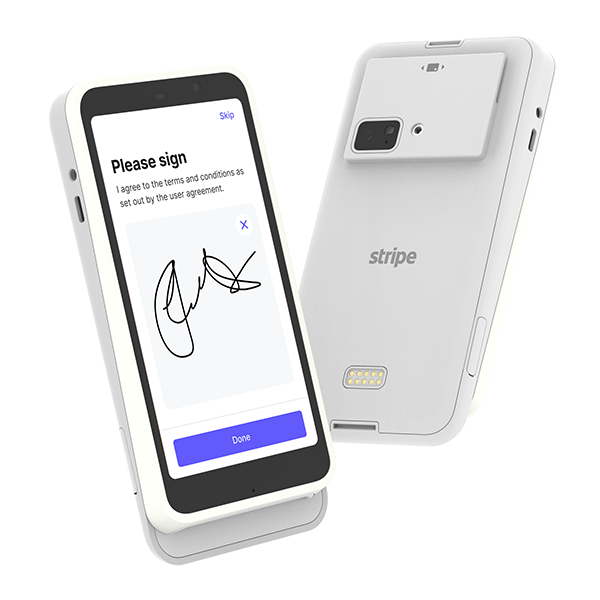 Skip
Please sign
I agree to the terms and conditions as
set out by the user agreement.
Done
stripe